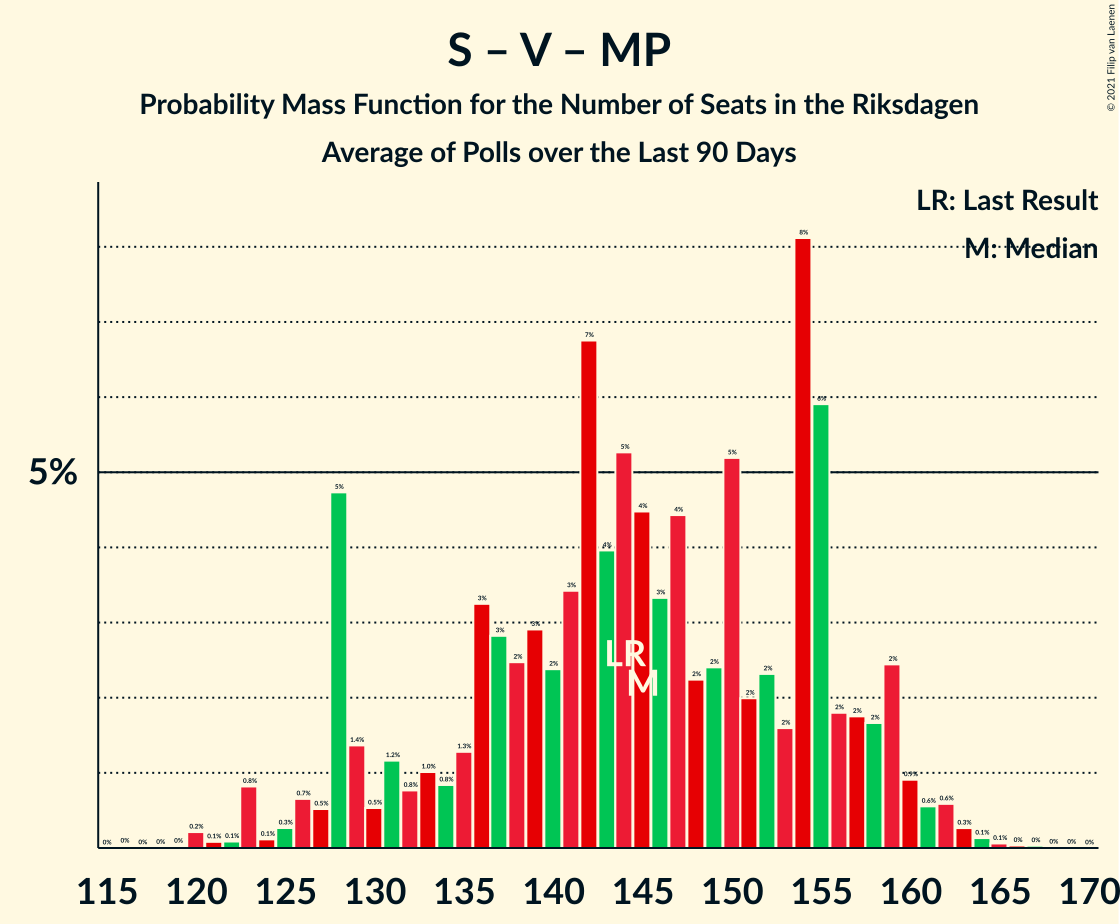 S – V – MP
Probability Mass Function for the Number of Seats in the Riksdagen
Average of Polls over the Last 90 Days
© 2021 Filip van Laenen
LR: Last Result
M: Median
5%
0% 0% 0% 0% 0% 0.2% 0.1% 0.1% 0.8% 0.1% 0.3% 0.7% 0.5% 5% 1.4% 0.5% 1.2% 0.8% 1.0% 0.8% 1.3% 3% 3% 2% 3% 2% 3% 7% 4% 5% 4% 3% 4% 2% 2% 5% 2% 2% 2% 8% 6% 2% 2% 2% 2% 0.9% 0.6% 0.6% 0.3% 0.1% 0.1% 0% 0% 0% 0% 0%
LR
M
115 120 125 130 135 140 145 150 155 160 165 170